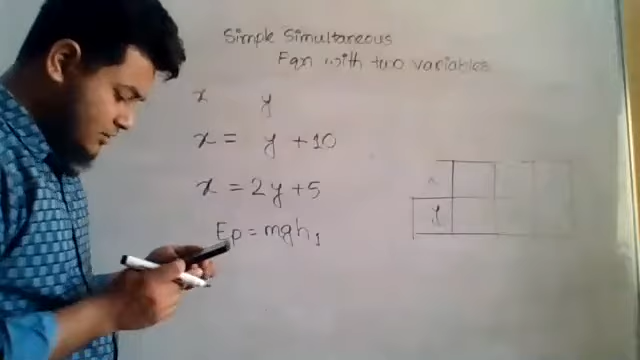 Simple Simultaneous
Eqn with two variables
x y
x = y + 10
x = 2y + 5
Ep = mgh1
x
y